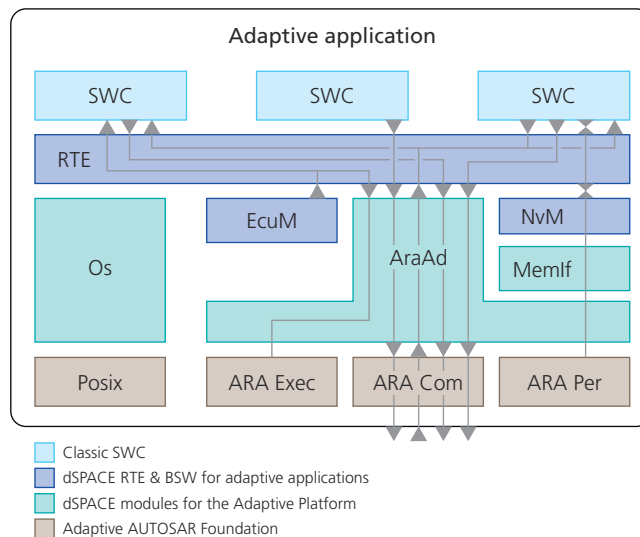 Adaptive application
SWC
SWC
SWC
RTE
EcuM
NvM
Os
AraAd
MemIf
Posix
ARA Exec
ARA Com
ARA Per
Classic SWC
dSPACE RTE & BSW for adaptive applications
dSPACE modules for the Adaptive Platform
Adaptive AUTOSAR Foundation